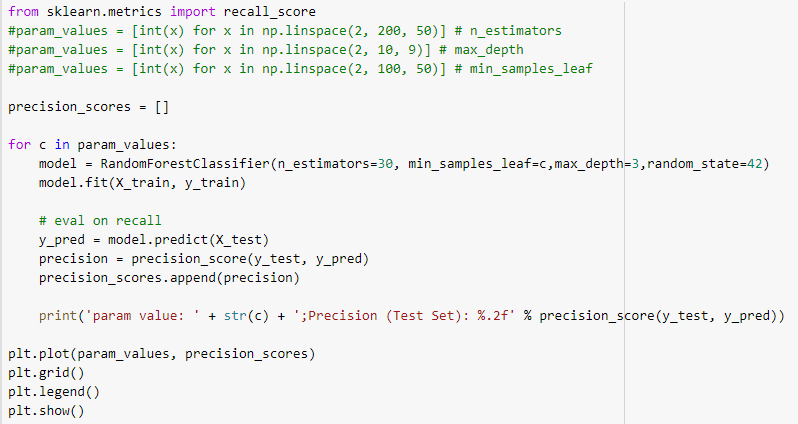 from sklearn.metrics import recall_score
#param_values = [int(x) for x in np.linspace(2, 200, 50)] # n_estimators
#param_values = [int(x) for x in np.linspace(2, 10, 9)] # max_depth
#param_values = [int(x) for x in np.linspace(2, 100, 50)] # min_samples_leaf

precision_scores = []

for c in param_values:
    model = RandomForestClassifier(n_estimators=30, min_samples_leaf=c,max_depth=3,random_state=42)
    model.fit(X_train, y_train)

    # eval on recall
    y_pred = model.predict(X_test)
    precision = precision_score(y_test, y_pred)
    precision_scores.append(precision)

    print('param value: ' + str(c) + ';Precision (Test Set): %.2f' % precision_score(y_test, y_pred))

plt.plot(param_values, precision_scores)
plt.grid()
plt.legend()
plt.show()